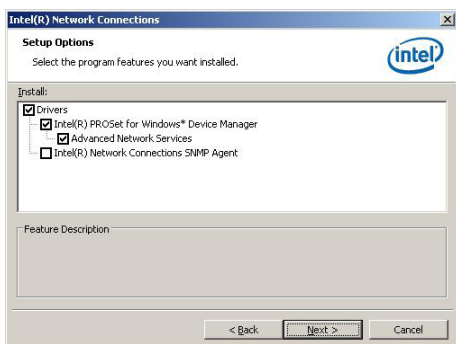 Intel(R) Network Connections
Setup Options
Select the program features you want installed.
intel
Install:
Drivers
Intel(R) PROSet for Windows* Device Manager
Advanced Network Services
Intel(R) Network Connections SNMP Agent
Feature Description
< Back Next > Cancel